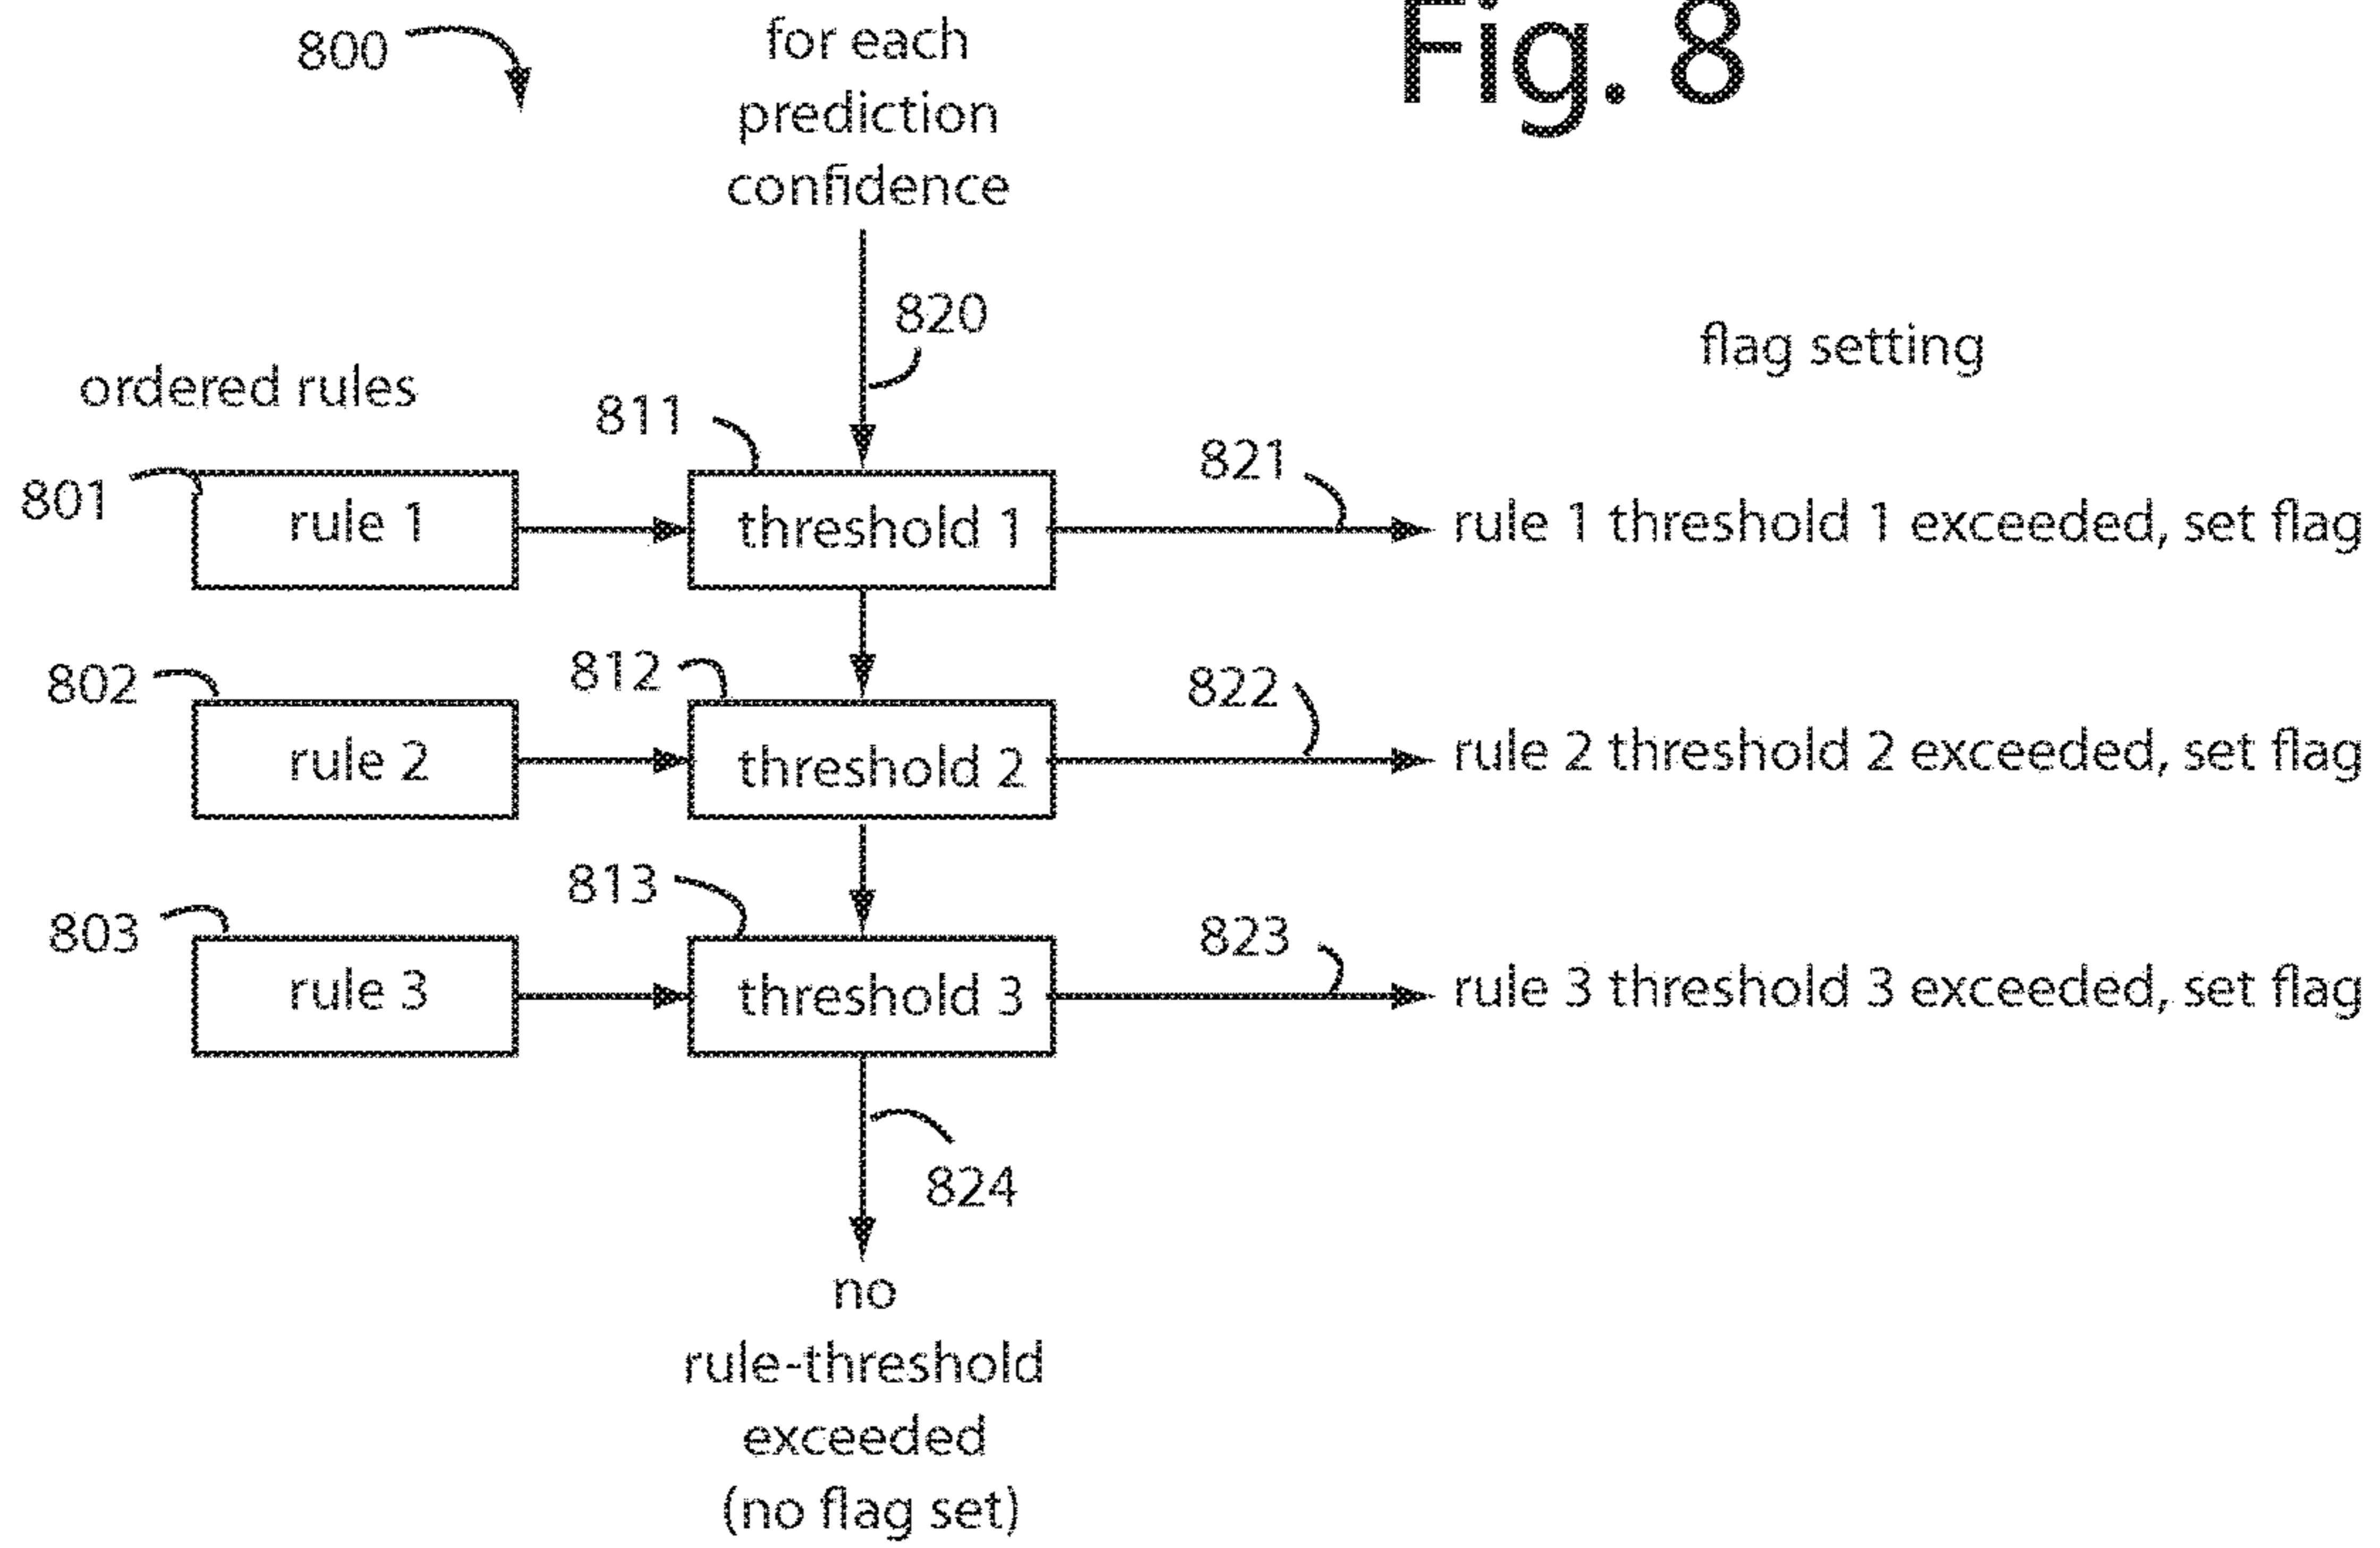 Fig. 8
800
for each
prediction
confidence
820
flag setting
ordered rules
811
821
801
rule 1
threshold 1
rule 1 threshold 1 exceeded, set flag
802
812
822
rule 2
threshold 2
rule 2 threshold 2 exceeded, set flag
803
813
823
rule 3
threshold 3
rule 3 threshold 3 exceeded, set flag
824
no
rule-threshold
exceeded
(no flag set)